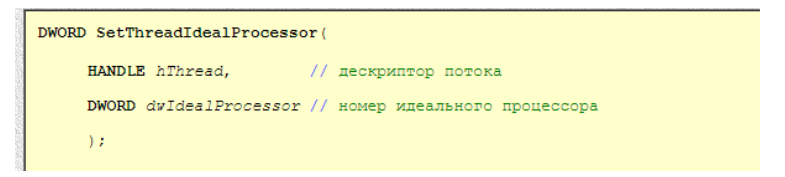 DWORD SetThreadIdealProcessor(
HANDLE hThread, // дескриптор потока
DWORD dwIdealProcessor // номер идеального процессора
);